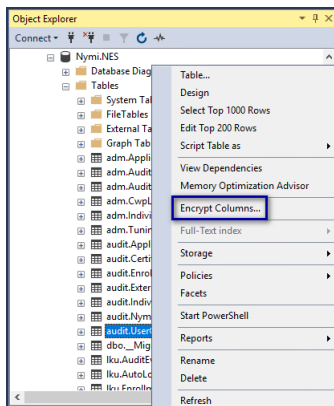 Object Explorer
Connect
Nymi.NES
Database Diag
Tables
System Tal
FileTables
External Ta
Graph Tab
adm.Appli
adm.Audit
adm.Audit
adm.CwpL
adm.Indivi
adm.Tunin
audit.Appl
audit.Certi
audit.Enrol
audit.Exter
audit.Indiv
audit.Nym
audit.User
dbo.__Mig
lku.AuditE
lku.AutoLo
lku.Enrollm
Table...
Design
Select Top 1000 Rows
Edit Top 200 Rows
Script Table as
View Dependencies
Memory Optimization Advisor
Encrypt Columns...
Full-Text index
Storage
Policies
Facets
Start PowerShell
Reports
Rename
Delete
Refresh